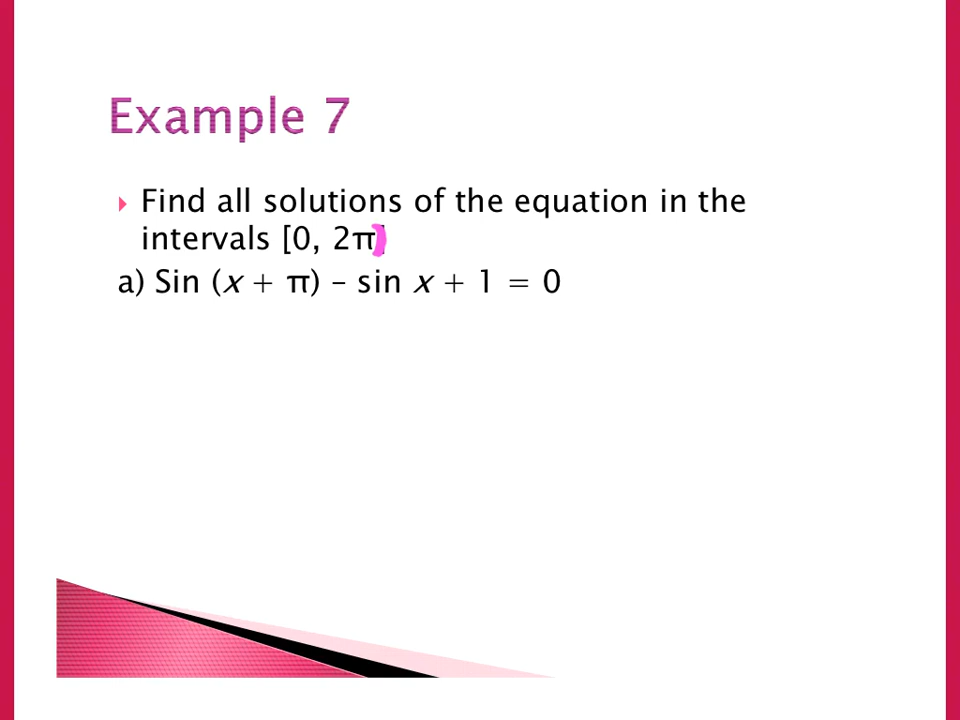 Example 7
Find all solutions of the equation in the
intervals [0, 2π)
a) Sin (x + π) – sin x + 1 = 0